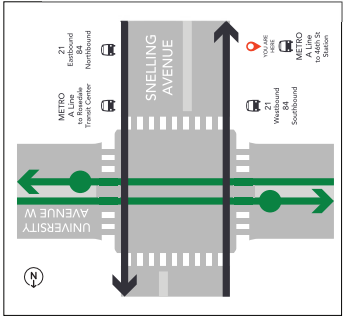 21
Eastbound
84
Northbound
METRO
A Line
to Rosedale
Transit Center
SNELLING
AVENUE
YOU ARE
HERE
METRO
A Line
to 46th St
Station
21
Westbound
84
Southbound
UNIVERSITY
AVENUE W
N